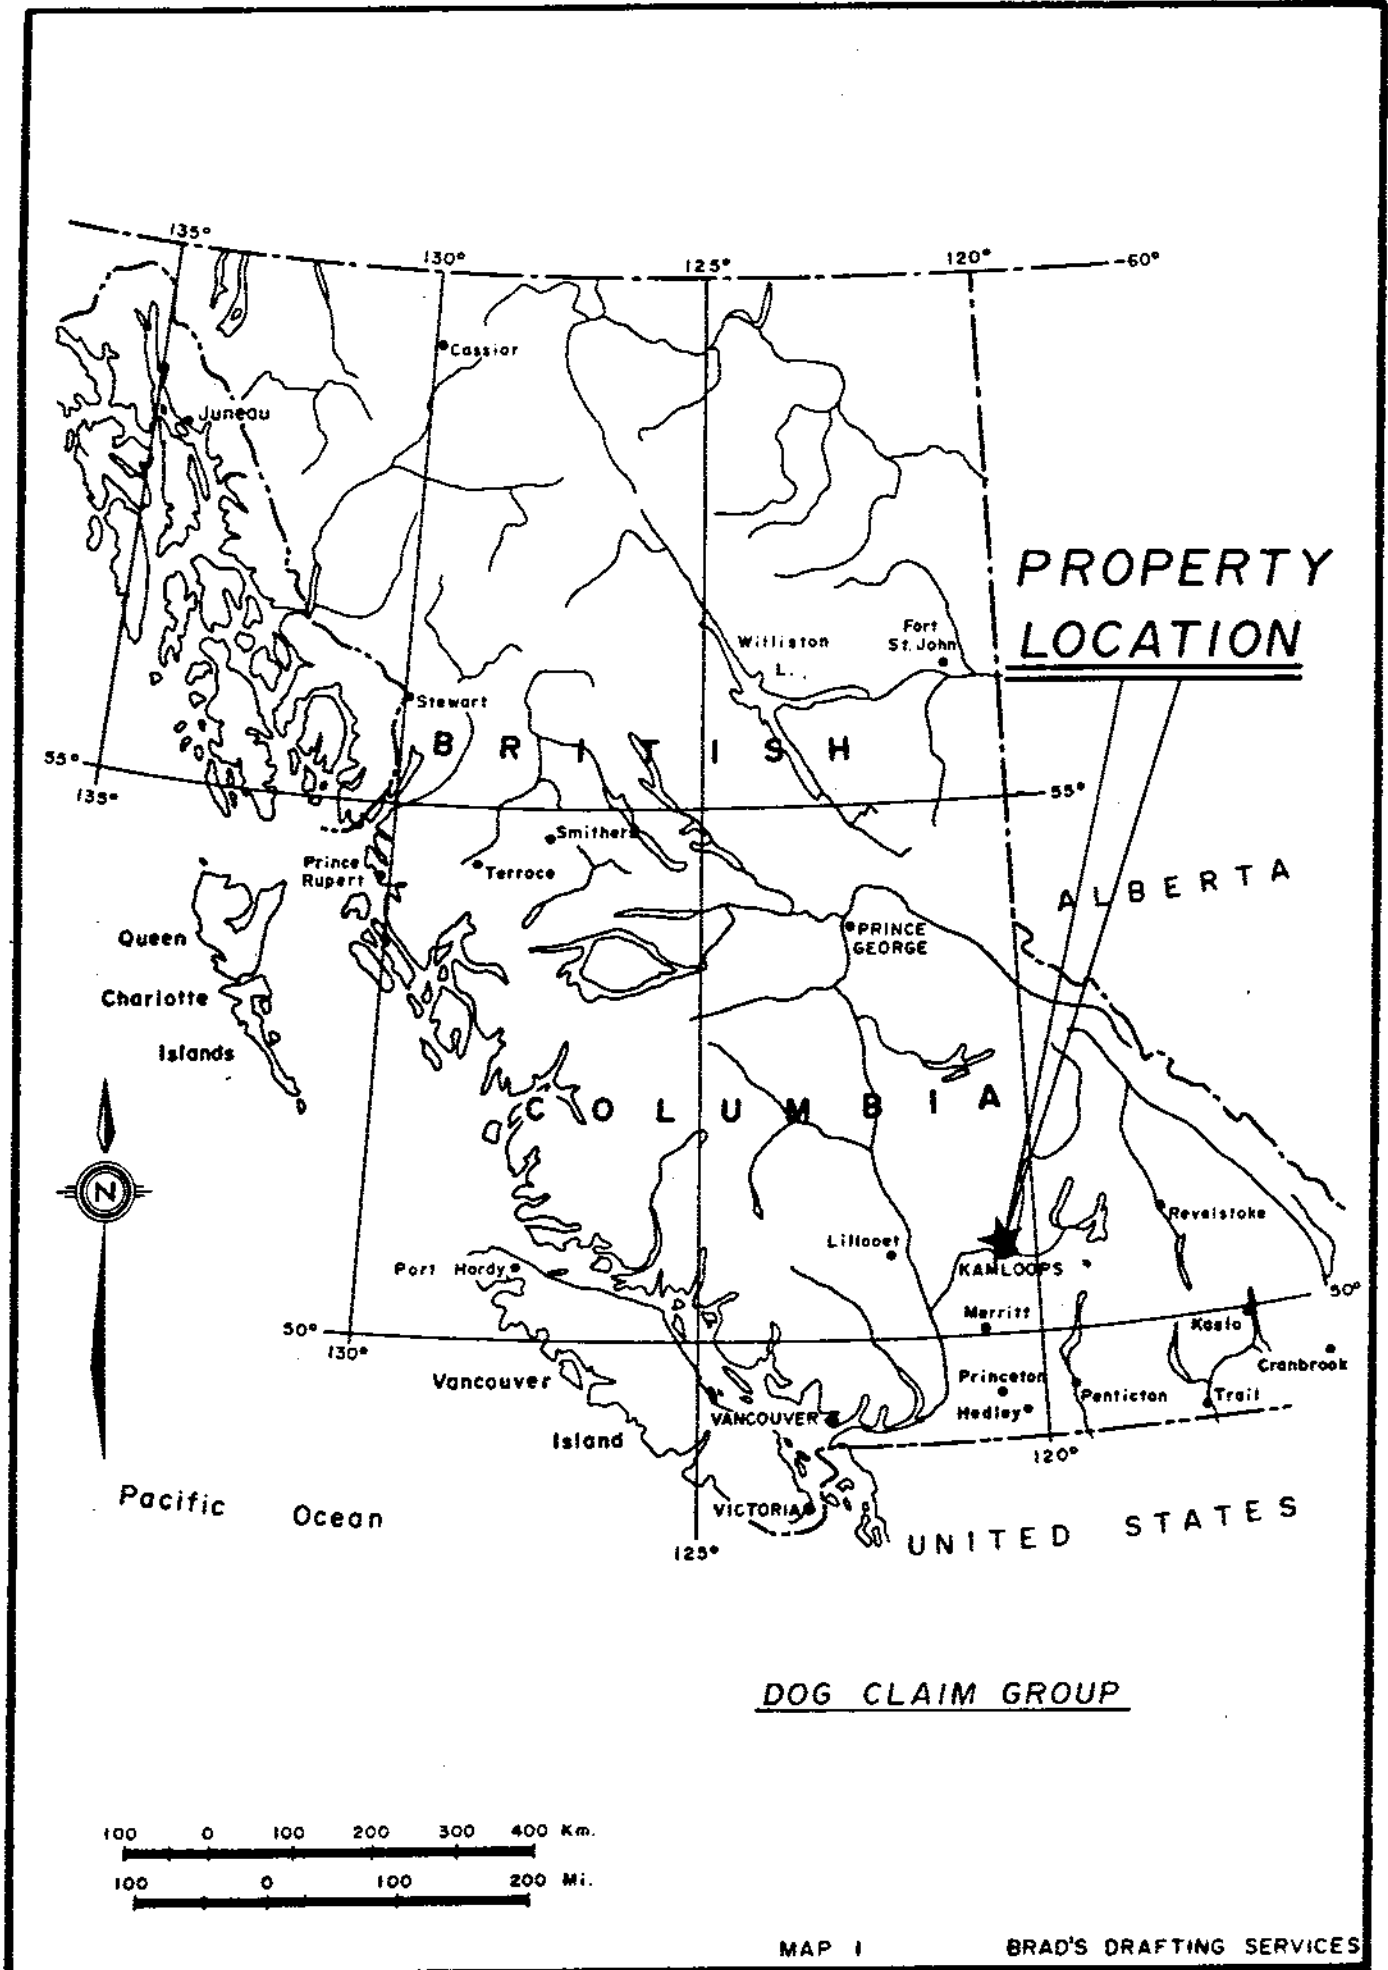 135°
130°
125°
120°
60°
Cassiar
Juneau
PROPERTY
LOCATION
Williston
L.
Fort
St. John
Stewart
BRITISH
55°
135°
55°
Smithers
Terrace
Prince
Rupert
ALBERTA
PRINCE
GEORGE
Queen
Charlotte
Islands
COLUMBIA
N
Revelstoke
Lillooet
KAMLOOPS
Port Hardy
50°
Merritt
Kaslo
50°
130°
Cranbrook
Vancouver
Princeton
Penticton
Trail
Hedley
VANCOUVER
Island
120°
Pacific Ocean
VICTORIA
UNITED STATES
125°
DOG CLAIM GROUP
100 0 100 200 300 400 Km.
100 0 100 200 Mi.
MAP 1
BRAD'S DRAFTING SERVICES